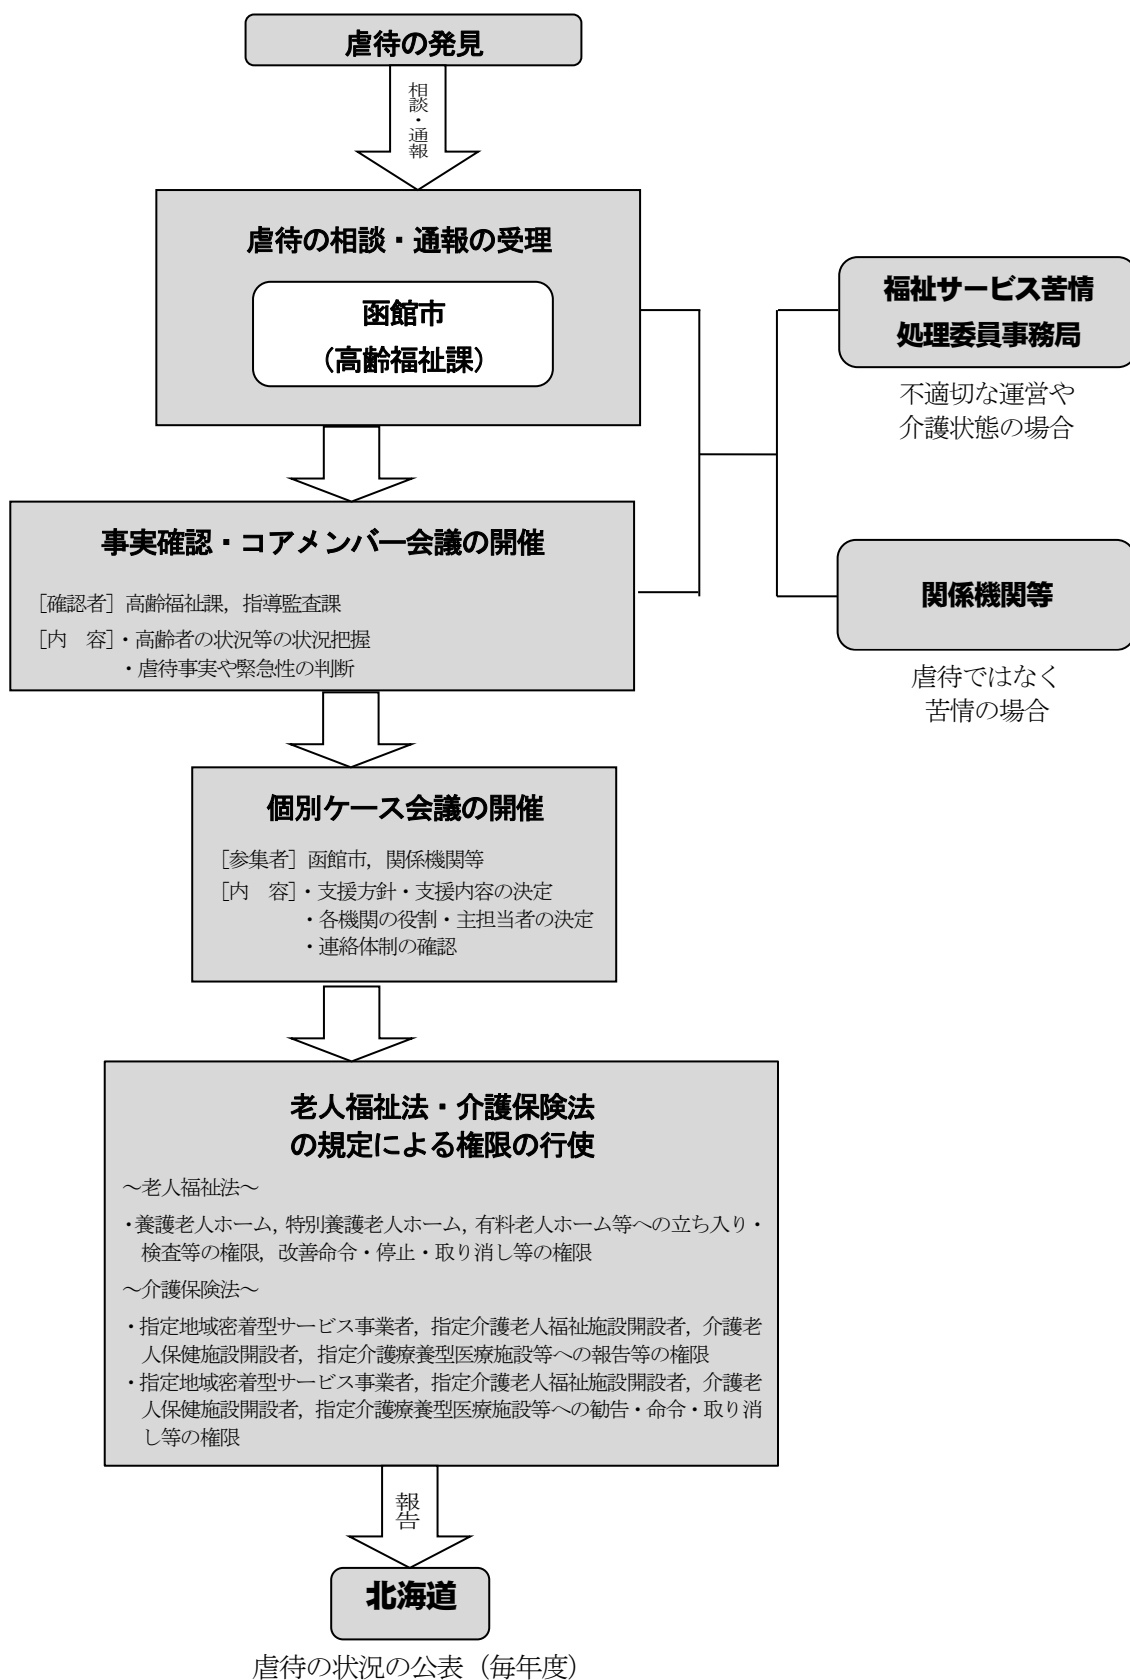 虐待の発見
相談・通報
虐待の相談・通報の受理
函館市
（高齢福祉課）
福祉サービス苦情
処理委員事務局
不適切な運営や
介護状態の場合
事実確認・コアメンバー会議の開催
［確認者］高齢福祉課，指導監査課
［内　容］・高齢者の状況等の状況把握
・虐待事実や緊急性の判断
関係機関等
虐待ではなく
苦情の場合
個別ケース会議の開催
［参集者］函館市，関係機関等
［内　容］・支援方針・支援内容の決定
・各機関の役割・主担当者の決定
・連絡体制の確認
老人福祉法・介護保険法
の規定による権限の行使
～老人福祉法～
・養護老人ホーム，特別養護老人ホーム，有料老人ホーム等への立ち入り・
検査等の権限，改善命令・停止・取り消し等の権限
～介護保険法～
・指定地域密着型サービス事業者，指定介護老人福祉施設開設者，介護老
人保健施設開設者，指定介護療養型医療施設等への報告等の権限
・指定地域密着型サービス事業者，指定介護老人福祉施設開設者，介護老
人保健施設開設者，指定介護療養型医療施設等への勧告・命令・取り消
し等の権限
報告
北海道
虐待の状況の公表（毎年度）